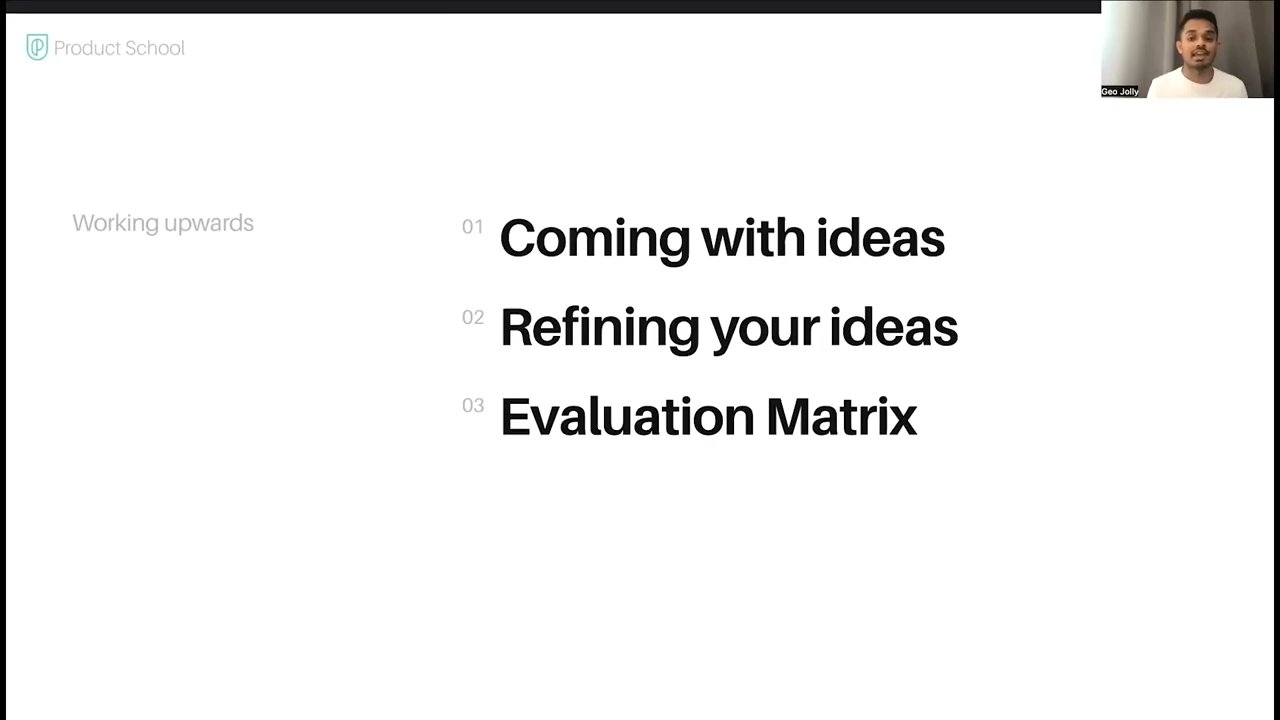 Product School
Geo Jolly
Working upwards
01 Coming with ideas
02 Refining your ideas
03 Evaluation Matrix